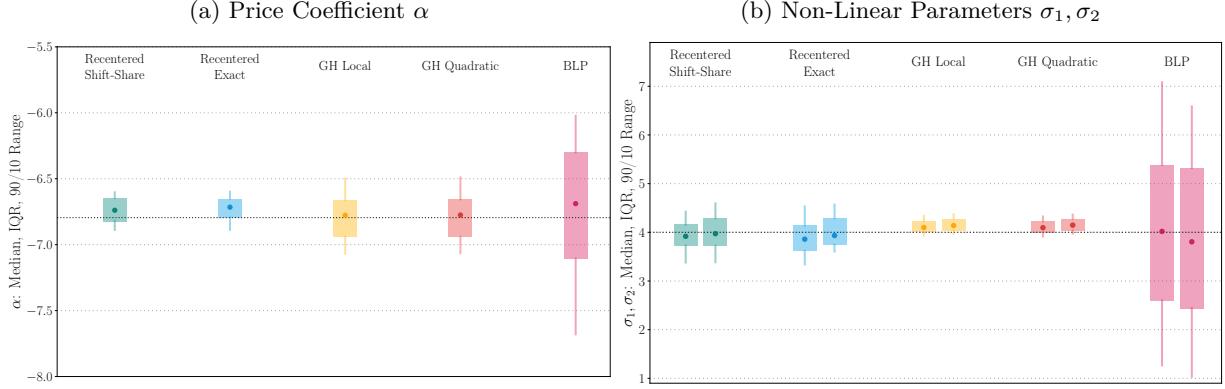 (a) Price Coefficient α
α: Median, IQR, 90/10 Range
−5.5
−6.0
−6.5
−7.0
−7.5
−8.0
Recentered
Shift-Share
Recentered
Exact
GH Local
GH Quadratic
BLP
(b) Non-Linear Parameters σ₁, σ₂
σ₁, σ₂: Median, IQR, 90/10 Range
7
6
5
4
3
2
1
Recentered
Shift-Share
Recentered
Exact
GH Local
GH Quadratic
BLP